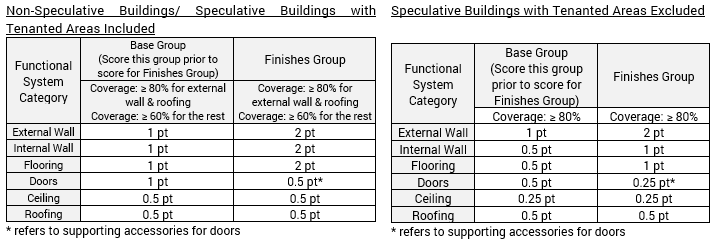 Non-Speculative Buildings/ Speculative Buildings with
Tenanted Areas Included
Functional
System
Category
Base Group
(Score this group prior to
score for Finishes Group)
Finishes Group
Coverage: ≥ 80% for external
wall & roofing
Coverage: ≥ 60% for the rest
Coverage: ≥ 80% for
external wall & roofing
Coverage: ≥ 60% for the rest
External Wall 1 pt 2 pt
Internal Wall 1 pt 2 pt
Flooring 1 pt 2 pt
Doors 1 pt 0.5 pt*
Ceiling 0.5 pt 0.5 pt
Roofing 0.5 pt 0.5 pt
* refers to supporting accessories for doors
Speculative Buildings with Tenanted Areas Excluded
Functional
System
Category
Base Group
(Score this group
prior to score for
Finishes Group)
Finishes Group
Coverage: ≥ 80% Coverage: ≥ 80%
External Wall 1 pt 2 pt
Internal Wall 0.5 pt 1 pt
Flooring 0.5 pt 1 pt
Doors 0.5 pt 0.25 pt*
Ceiling 0.25 pt 0.25 pt
Roofing 0.5 pt 0.5 pt
* refers to supporting accessories for doors